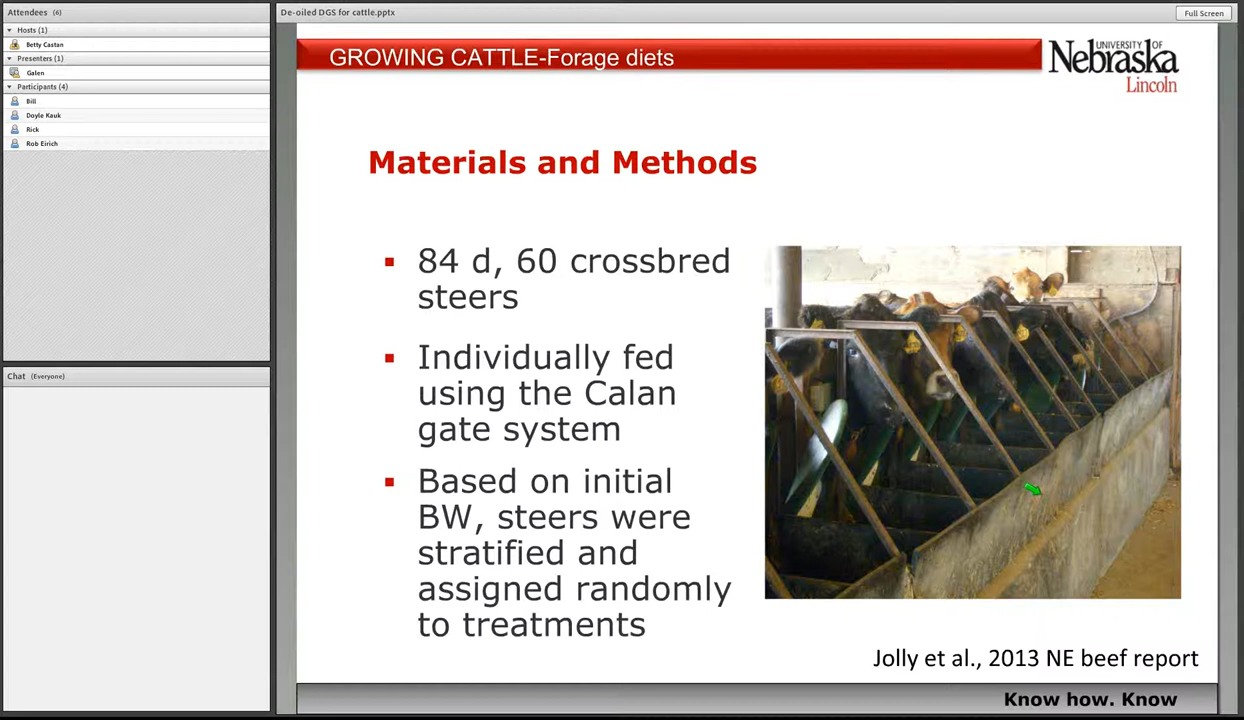 Attendees (6)
Hosts (1)
Betty Castan
Presenters (1)
Galen
Participants (4)
Bill
Doyle Kauk
Rick
Rob Eirich
Chat (Everyone)
De-oiled DGS for cattle.pptx
Full Screen
GROWING CATTLE-Forage diets
UNIVERSITY OF
Nebraska
Lincoln
Materials and Methods
84 d, 60 crossbred
steers
Individually fed
using the Calan
gate system
Based on initial
BW, steers were
stratified and
assigned randomly
to treatments
Jolly et al., 2013 NE beef report
Know how. Know